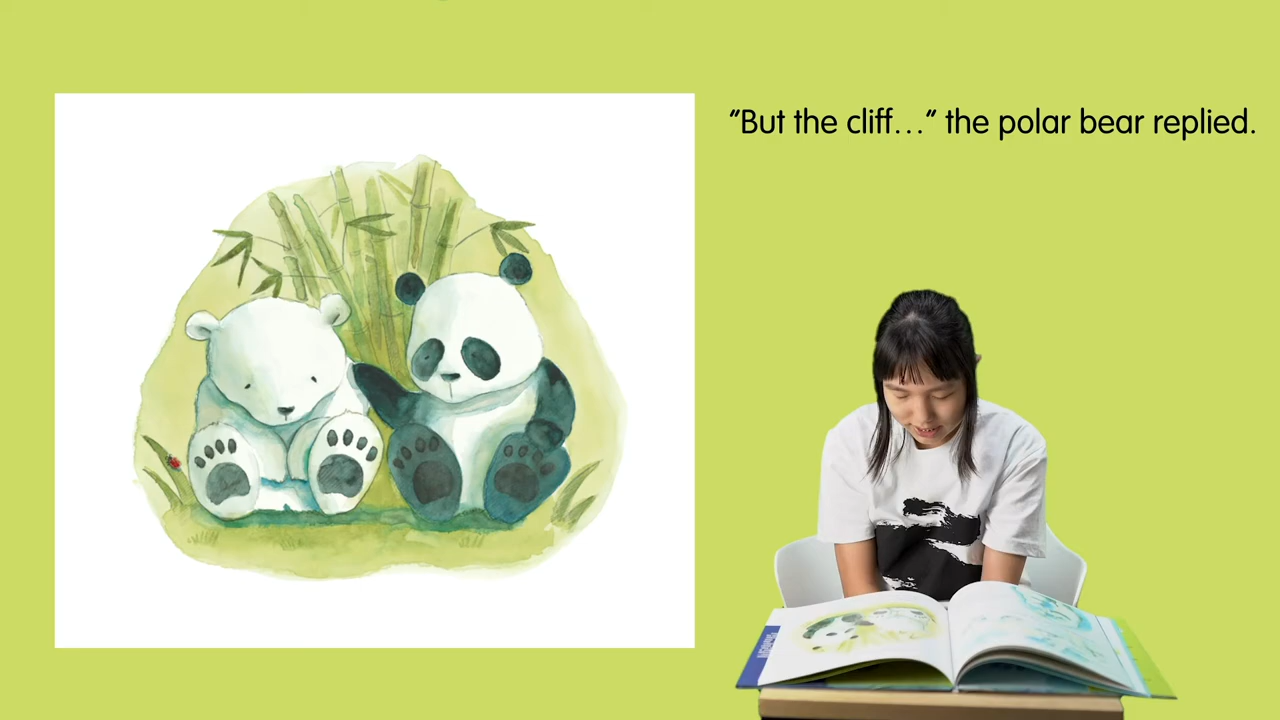 “But the cliff...“ the polar bear replied.